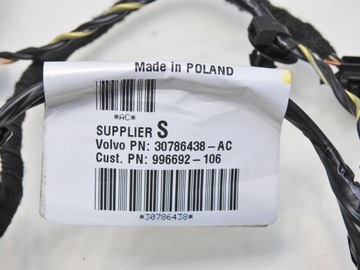 Made in POLAND
*AC*
SUPPLIER S
Volvo PN: 30786438-AC
Cust. PN: 996692-106
*30786438*